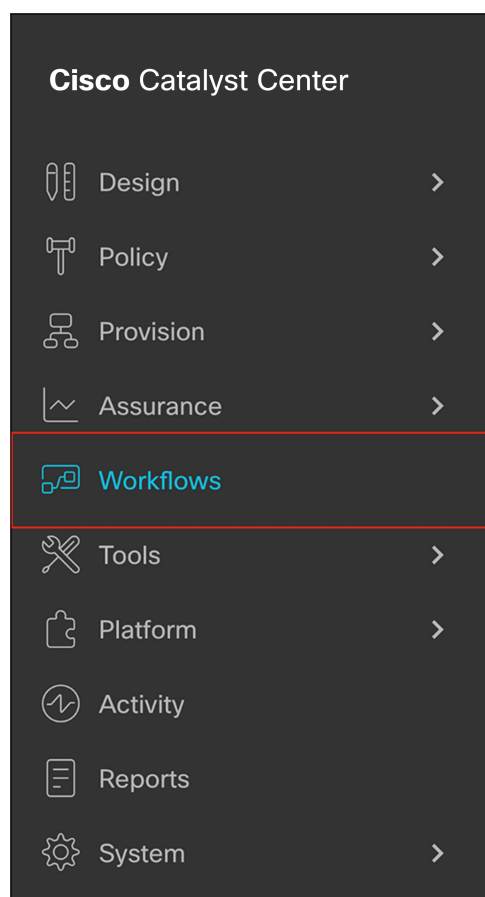 Cisco Catalyst Center
Design
Policy
Provision
Assurance
Workflows
Tools
Platform
Activity
Reports
System